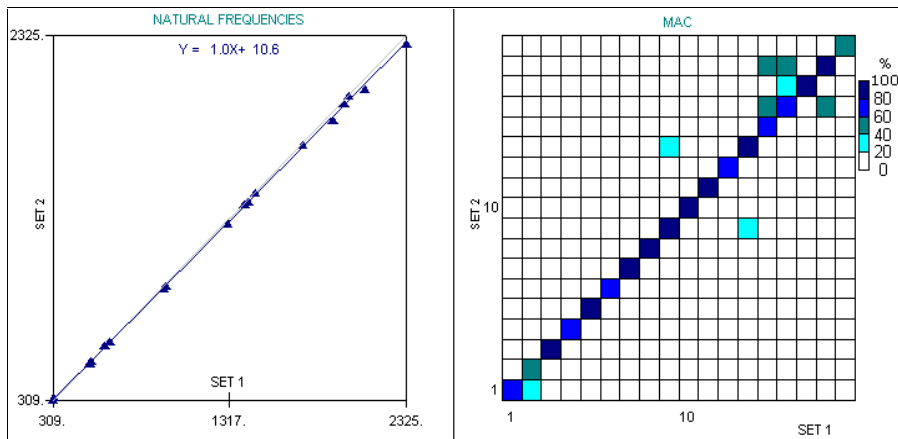 NATURAL FREQUENCIES
2325.
Y = 1.0X+ 10.6
SET 2
SET 1
309.
309.
1317.
2325.
MAC
%
100
80
60
40
20
0
SET 2
10
1
1
10
SET 1